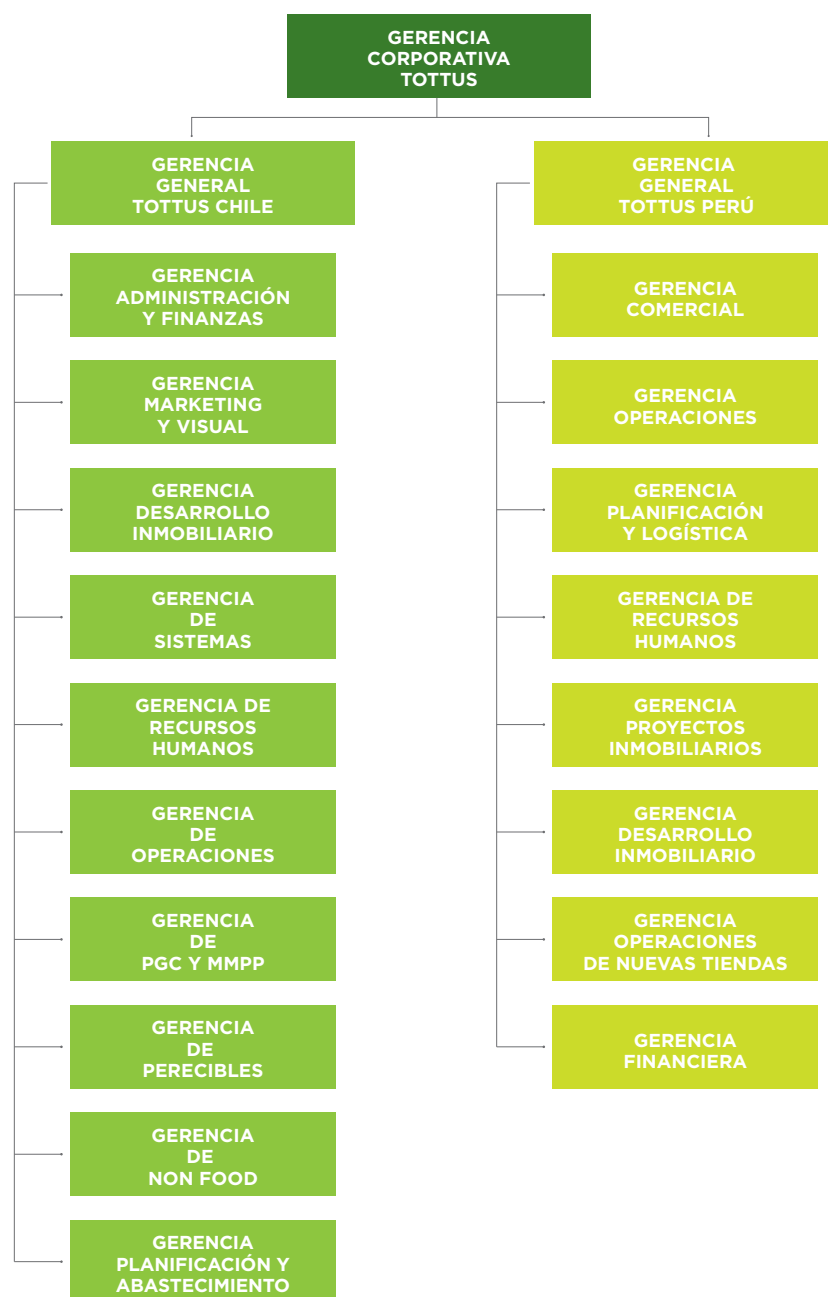 GERENCIA
CORPORATIVA
TOTTUS
GERENCIA
GENERAL
TOTTUS CHILE
GERENCIA
ADMINISTRACIÓN
Y FINANZAS
GERENCIA
MARKETING
Y VISUAL
GERENCIA
DESARROLLO
INMOBILIARIO
GERENCIA
DE
SISTEMAS
GERENCIA DE
RECURSOS
HUMANOS
GERENCIA
DE
OPERACIONES
GERENCIA
DE
PGC Y MMPP
GERENCIA
DE
PERECIBLES
GERENCIA
DE
NON FOOD
GERENCIA
PLANIFICACIÓN Y
ABASTECIMIENTO
GERENCIA
GENERAL
TOTTUS PERÚ
GERENCIA
COMERCIAL
GERENCIA
OPERACIONES
GERENCIA
PLANIFICACIÓN
Y LOGÍSTICA
GERENCIA DE
RECURSOS
HUMANOS
GERENCIA
PROYECTOS
INMOBILIARIOS
GERENCIA
DESARROLLO
INMOBILIARIO
GERENCIA
OPERACIONES
DE NUEVAS TIENDAS
GERENCIA
FINANCIERA